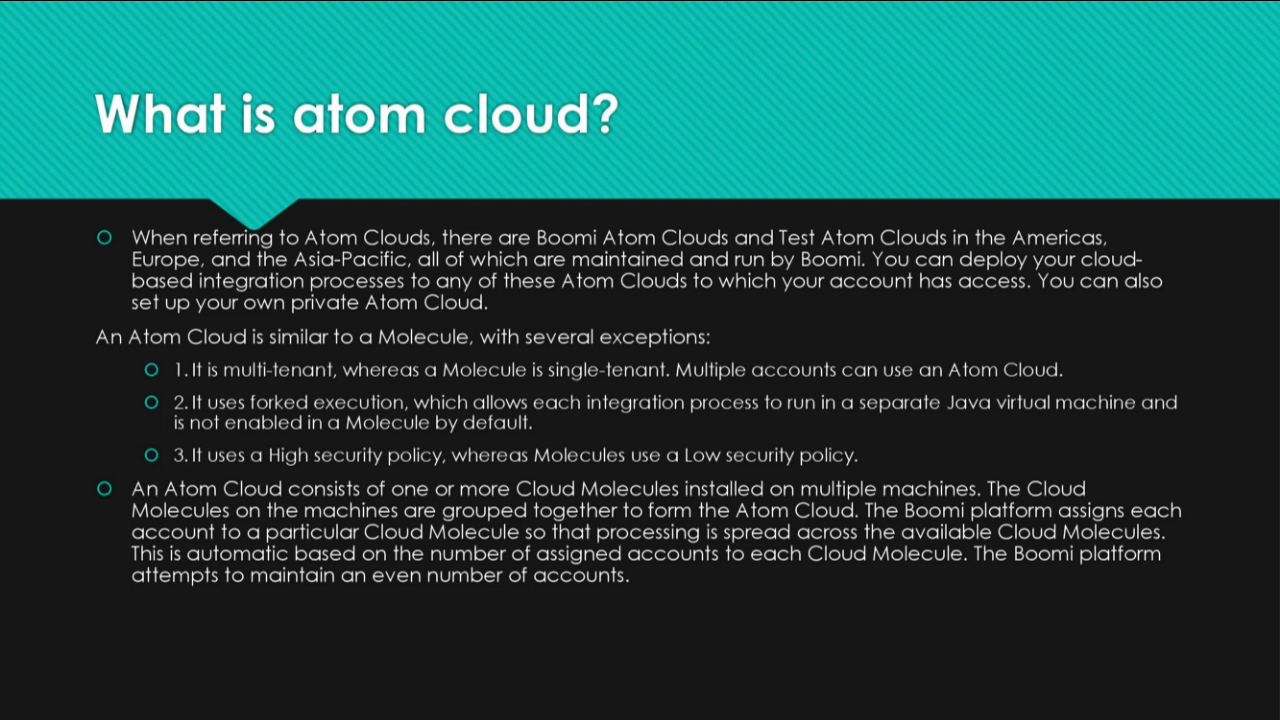 What is atom cloud?
When referring to Atom Clouds, there are Boomi Atom Clouds and Test Atom Clouds in the Americas,
Europe, and the Asia-Pacific, all of which are maintained and run by Boomi. You can deploy your cloud-
based integration processes to any of these Atom Clouds to which your account has access. You can also
set up your own private Atom Cloud.
An Atom Cloud is similar to a Molecule, with several exceptions:
1. It is multi-tenant, whereas a Molecule is single-tenant. Multiple accounts can use an Atom Cloud.
2. It uses forked execution, which allows each integration process to run in a separate Java virtual machine and
is not enabled in a Molecule by default.
3. It uses a High security policy, whereas Molecules use a Low security policy.
An Atom Cloud consists of one or more Cloud Molecules installed on multiple machines. The Cloud
Molecules on the machines are grouped together to form the Atom Cloud. The Boomi platform assigns each
account to a particular Cloud Molecule so that processing is spread across the available Cloud Molecules.
This is automatic based on the number of assigned accounts to each Cloud Molecule. The Boomi platform
attempts to maintain an even number of accounts.